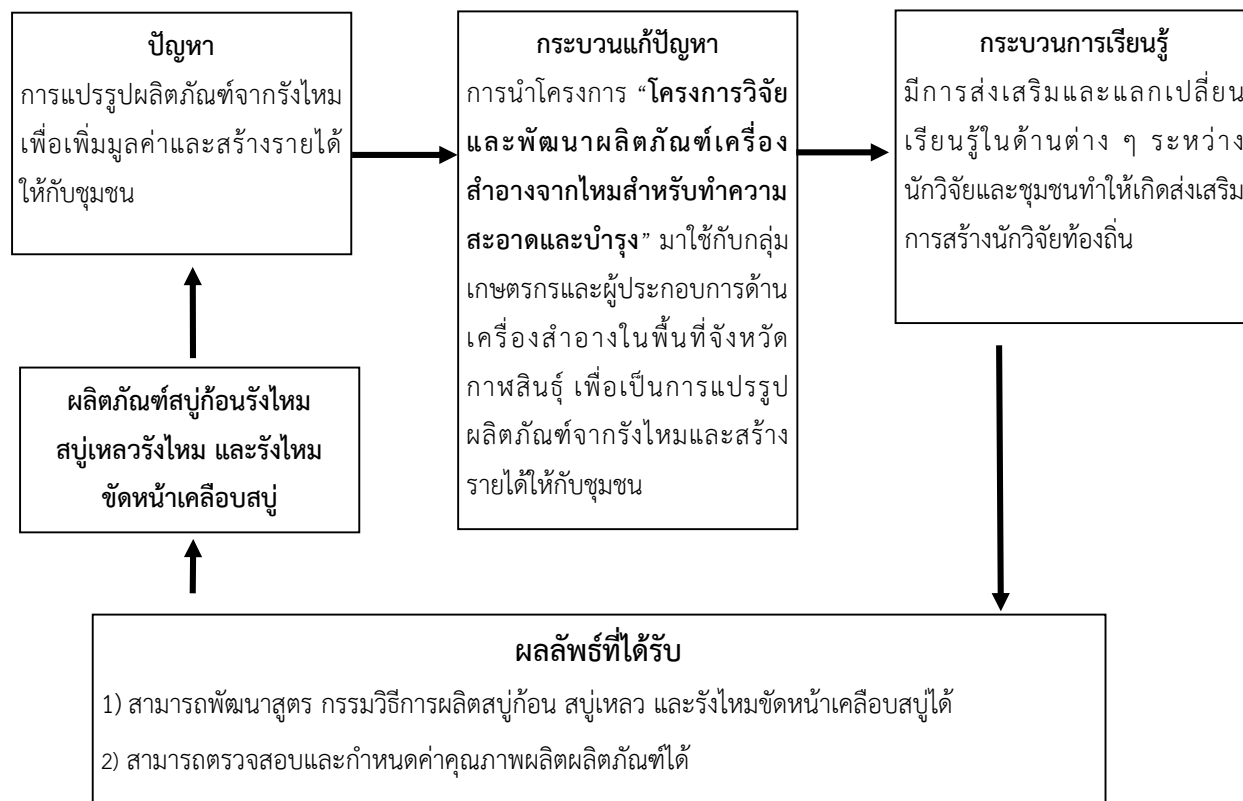 ปัญหา
การแปรรูปผลิตภัณฑ์จากรังไหม
เพื่อเพิ่มมูลค่าและสร้างรายได้
ให้กับชุมชน
กระบวนแก้ปัญหา
การนำโครงการ “โครงการวิจัย
และพัฒนาผลิตภัณฑ์เครื่อง
สำอางจากไหมสำหรับทำความ
สะอาดและบำรุง” มาใช้กับกลุ่ม
เกษตรกรและผู้ประกอบการด้าน
เครื่องสำอางในพื้นที่จังหวัด
กาฬสินธุ์ เพื่อเป็นการแปรรูป
ผลิตภัณฑ์จากรังไหมและสร้าง
รายได้ให้กับชุมชน
กระบวนการเรียนรู้
มีการส่งเสริมและแลกเปลี่ยน
เรียนรู้ในด้านต่าง ๆ ระหว่าง
นักวิจัยและชุมชนทำให้เกิดส่งเสริม
การสร้างนักวิจัยท้องถิ่น
ผลิตภัณฑ์สบู่ก้อนรังไหม
สบู่เหลวรังไหม และรังไหม
ขัดหน้าเคลือบสบู่
ผลลัพธ์ที่ได้รับ
1) สามารถพัฒนาสูตร กรรมวิธีการผลิตสบู่ก้อน สบู่เหลว และรังไหมขัดหน้าเคลือบสบู่ได้
2) สามารถตรวจสอบและกำหนดค่าคุณภาพผลิตผลิตภัณฑ์ได้